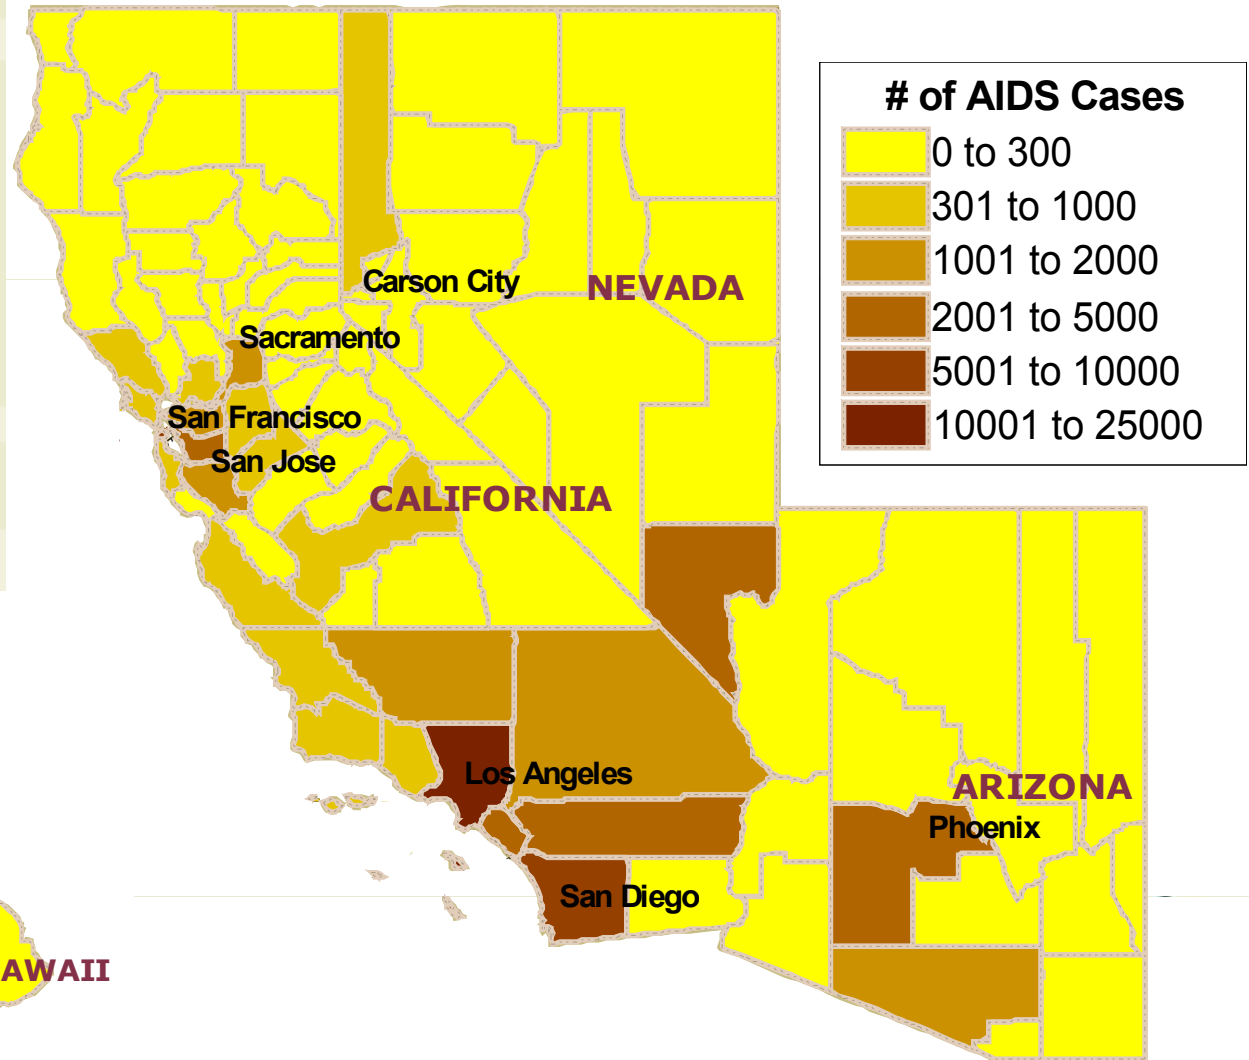 # of AIDS Cases
0 to 300
301 to 1000
1001 to 2000
2001 to 5000
5001 to 10000
10001 to 25000
Carson City
NEVADA
Sacramento
San Francisco
San Jose
CALIFORNIA
Los Angeles
ARIZONA
Phoenix
San Diego
AWAII